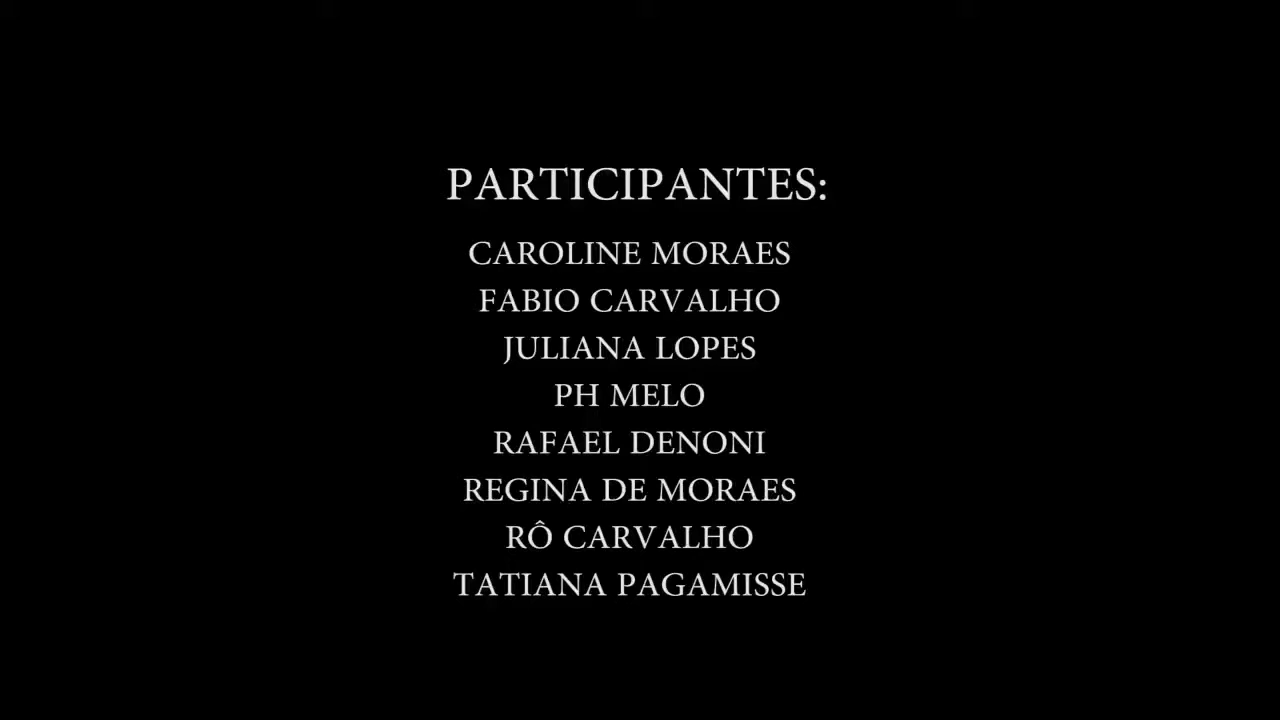 PARTICIPANTES:
CAROLINE MORAES
FABIO CARVALHO
JULIANA LOPES
PH MELO
RAFAEL DENONI
REGINA DE MORAES
RÔ CARVALHO
TATIANA PAGAMISSE